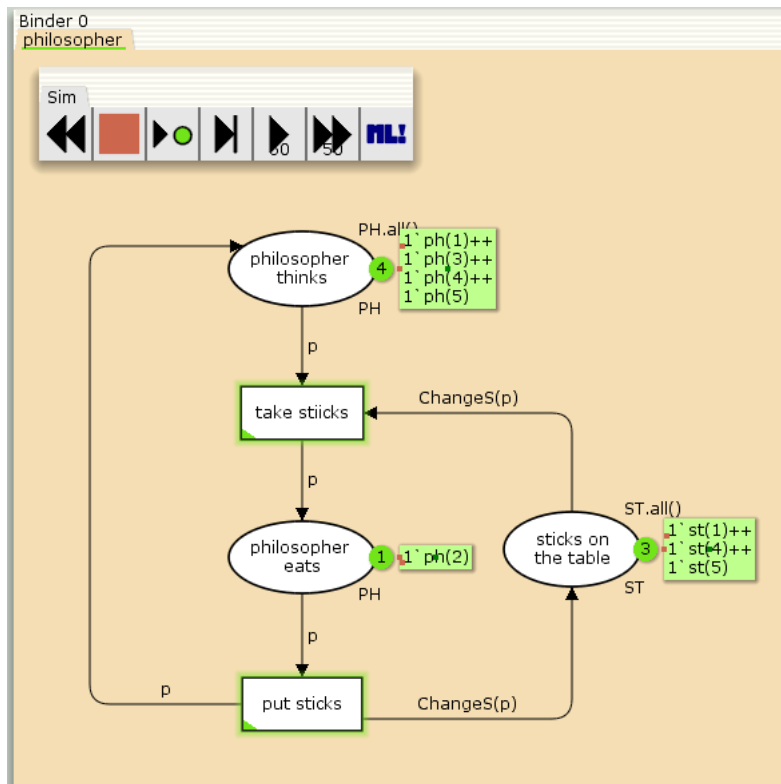 Binder 0
philosopher
Sim
50
ML!
PH.all()
1`ph(1)++
1`ph(3)++
1`ph(4)++
1`ph(5)
philosopher
thinks
4
PH
p
take stiicks
ChangeS(p)
p
ST.all()
1`st(1)++
1`st(4)++
1`st(5)
philosopher
eats
1
1`ph(2)
sticks on
the table
3
PH
ST
p
p
put sticks
ChangeS(p)